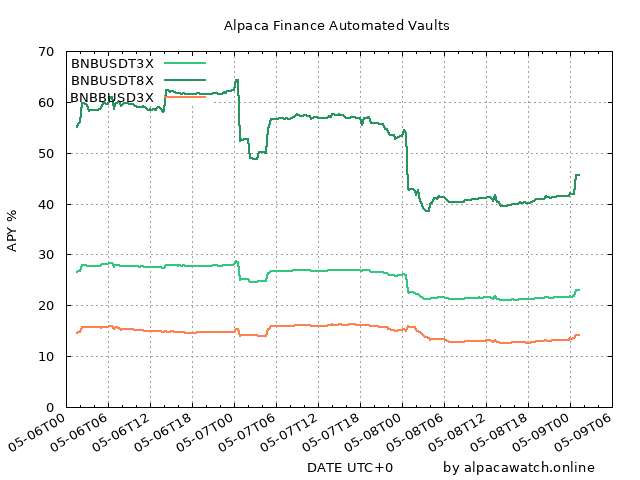 Alpaca Finance Automated Vaults
BNBUSDT3X
BNBUSDT8X
BNBBUSD3X
APY %
70
60
50
40
30
20
10
0
05-06T00
05-06T06
05-06T12
05-06T18
05-07T00
05-07T06
05-07T12
05-07T18
05-08T00
05-08T06
05-08T12
05-08T18
05-09T00
05-09T06
DATE UTC+0
by alpacawatch.online